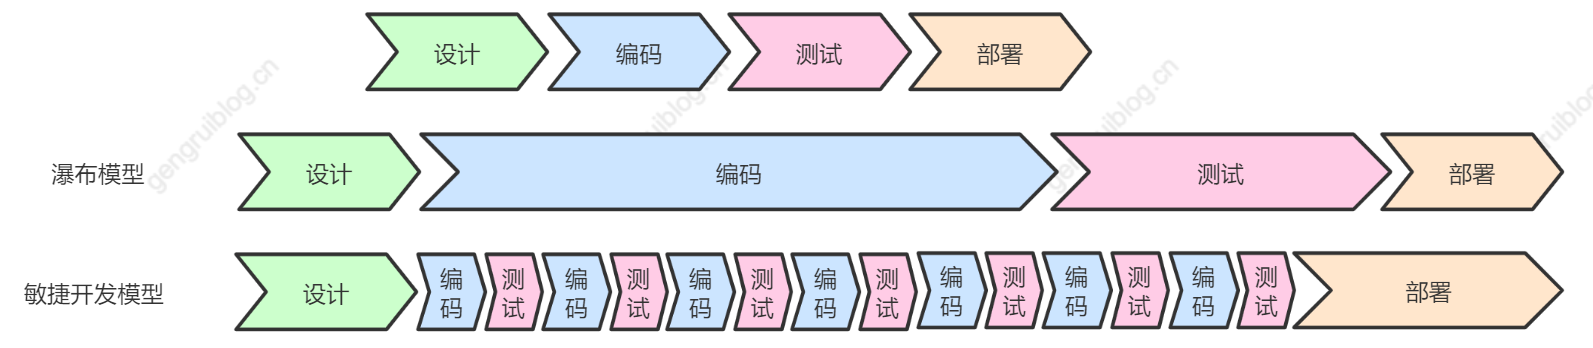 设计 编码 测试 部署
gengruiblog.cn
瀑布模型 设计 编码 测试 部署
敏捷开发模型 设计 编码 测试 编码 测试 编码 测试 编码 测试 编码 测试 编码 测试 编码 测试 部署